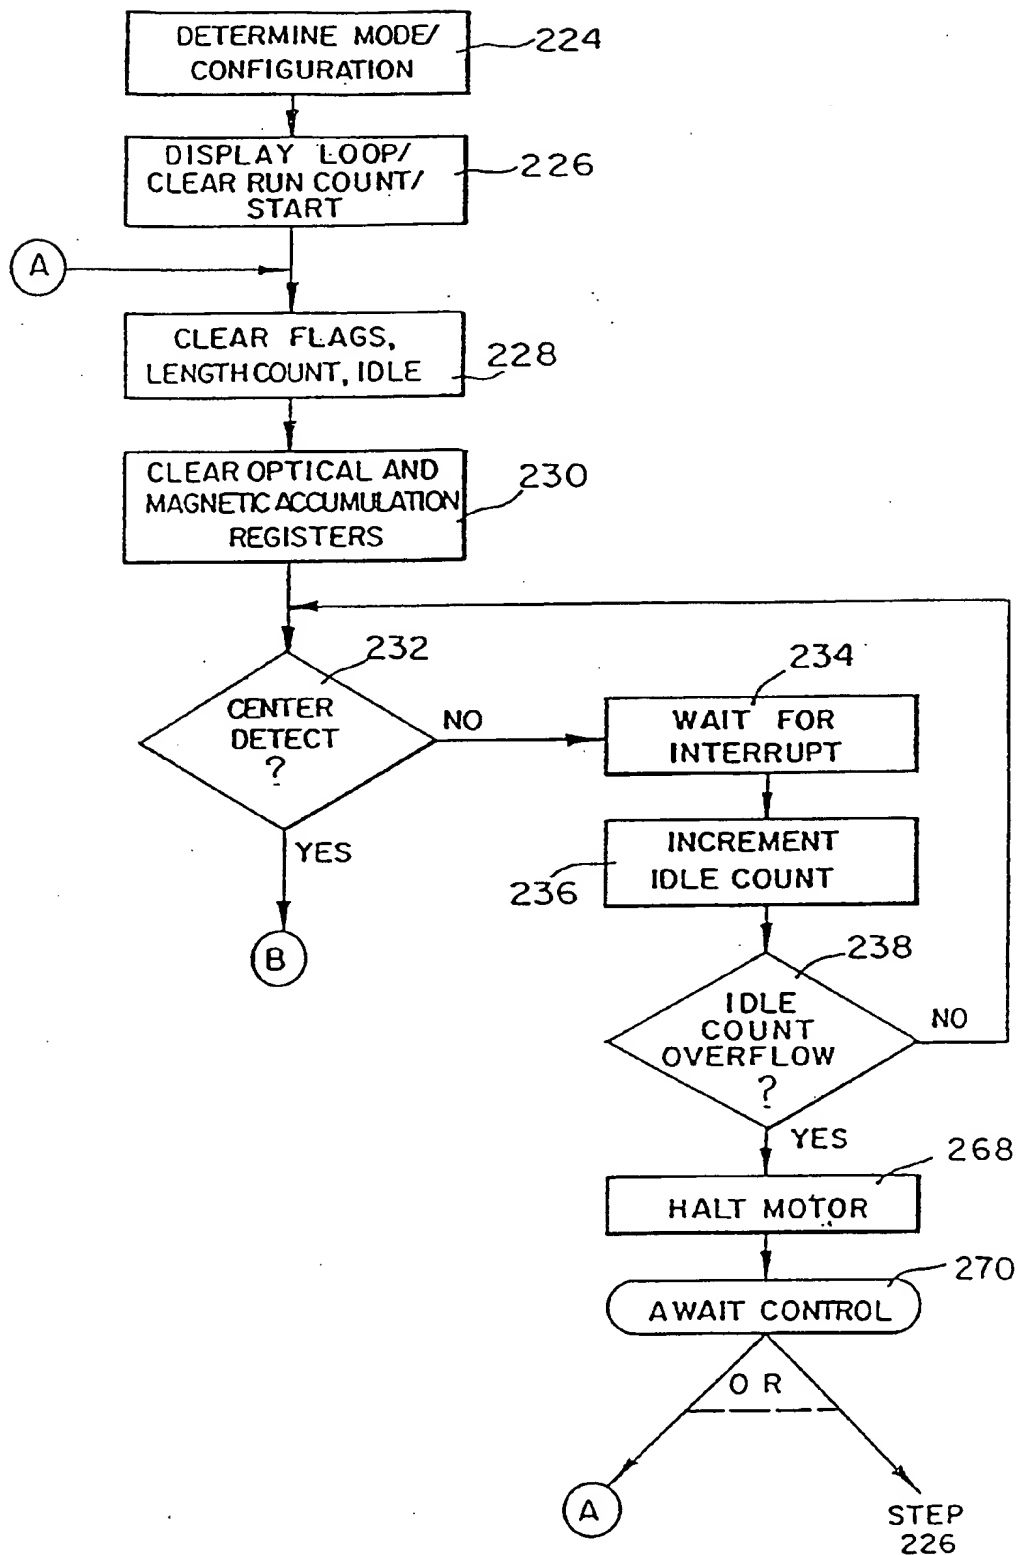 DETERMINE MODE/
CONFIGURATION
224
DISPLAY LOOP/
CLEAR RUN COUNT/
START
226
A
CLEAR FLAGS,
LENGTH COUNT, IDLE
228
CLEAR OPTICAL AND
MAGNETIC ACCUMULATION
REGISTERS
230
232
CENTER
DETECT
?
NO
YES
B
234
WAIT FOR
INTERRUPT
INCREMENT
IDLE COUNT
236
238
IDLE
COUNT
OVERFLOW
?
NO
YES
268
HALT MOTOR
270
AWAIT CONTROL
OR
A
STEP
226